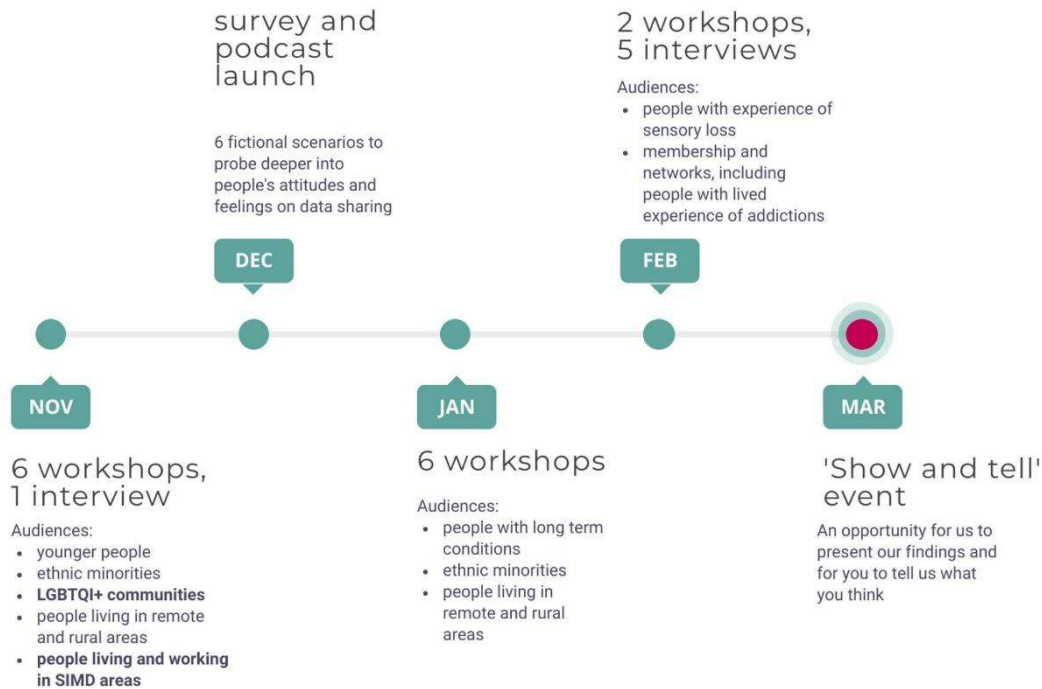 survey and
podcast
launch
6 fictional scenarios to
probe deeper into
people's attitudes and
feelings on data sharing
DEC
2 workshops,
5 interviews
Audiences:
• people with experience of
sensory loss
• membership and
networks, including
people with lived
experience of addictions
FEB
NOV
6 workshops,
1 interview
Audiences:
• younger people
• ethnic minorities
• LGBTQI+ communities
• people living in remote
and rural areas
• people living and working
in SIMD areas
JAN
6 workshops
Audiences:
• people with long term
conditions
• ethnic minorities
• people living in
remote and rural
areas
MAR
'Show and tell'
event
An opportunity for us to
present our findings and
for you to tell us what
you think